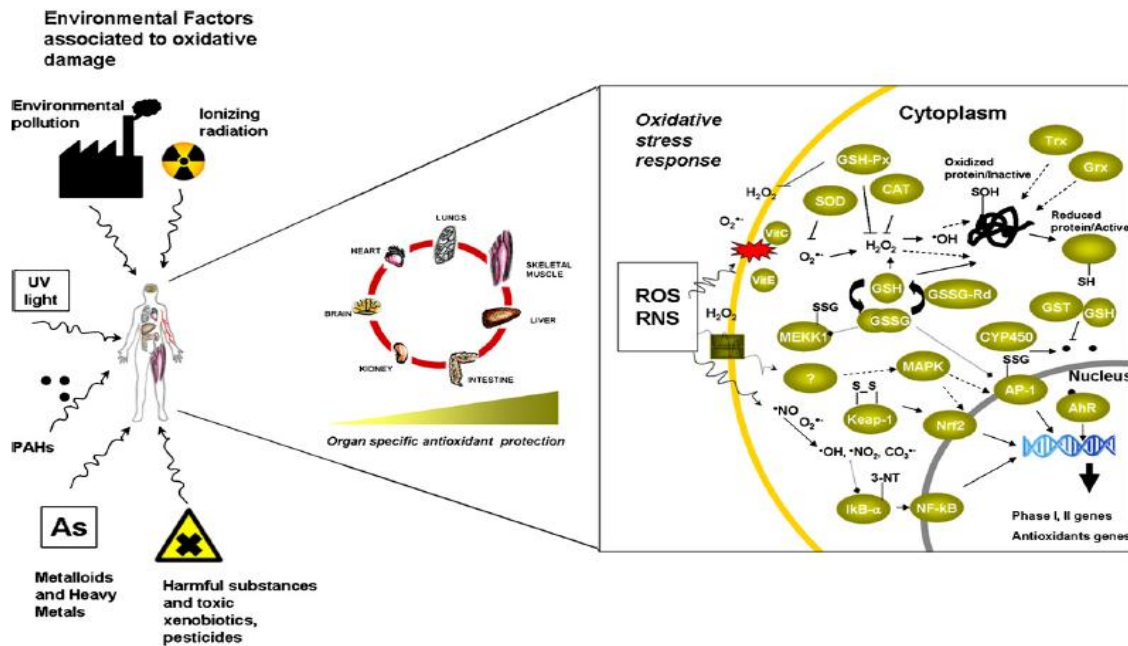 Environmental Factors
associated to oxidative
damage
Environmental
pollution
Ionizing
radiation
UV
light
PAHs
As
Metalloids
and Heavy
Metals
Harmful substances
and toxic
xenobiotics,
pesticides
LUNGS
HEART
SKELETAL
MUSCLE
BRAIN
LIVER
KIDNEY
INTESTINE
Organ specific antioxidant protection
Oxidative
stress
response
Cytoplasm
ROS
RNS
H₂O₂
O₂•-
H₂O₂
VitC
VitE
GSH-Px
SOD
CAT
O₂•-
H₂O₂
•OH
Oxidized
protein/Inactive
SOH
Trx
Grx
Reduced
protein/Active
SH
GSH
GSSG
GSSG-Rd
GST
GSH
SSG
MEKK1
CYP450
SSG
?
MAPK
AP-1
Nucleus
AhR
S_S
Keap-1
Nrf2
•NO
O₂•-
•OH, •NO₂, CO₃•-
3-NT
IkB-α
NF-kB
Phase I, II genes
Antioxidants genes